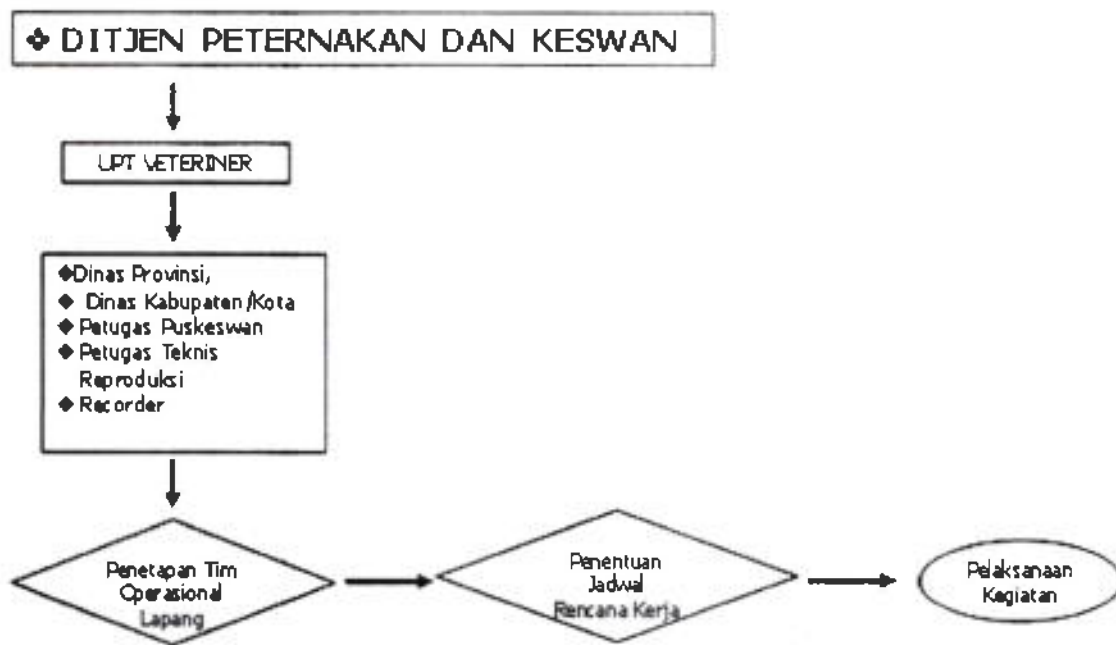 ❖ DITJEN PETERNAKAN DAN KESWAN
UPT VETERINER
◆Dinas Provinsi,
◆ Dinas Kabupaten/Kota
◆ Petugas Puskeswan
◆ Petugas Teknis
Reproduksi
◆ Recorder
Penetapan Tim
Operasional
Lapang
Penentuan
Jadwal
Rencana Kerja
Pelaksanaan
Kegiatan